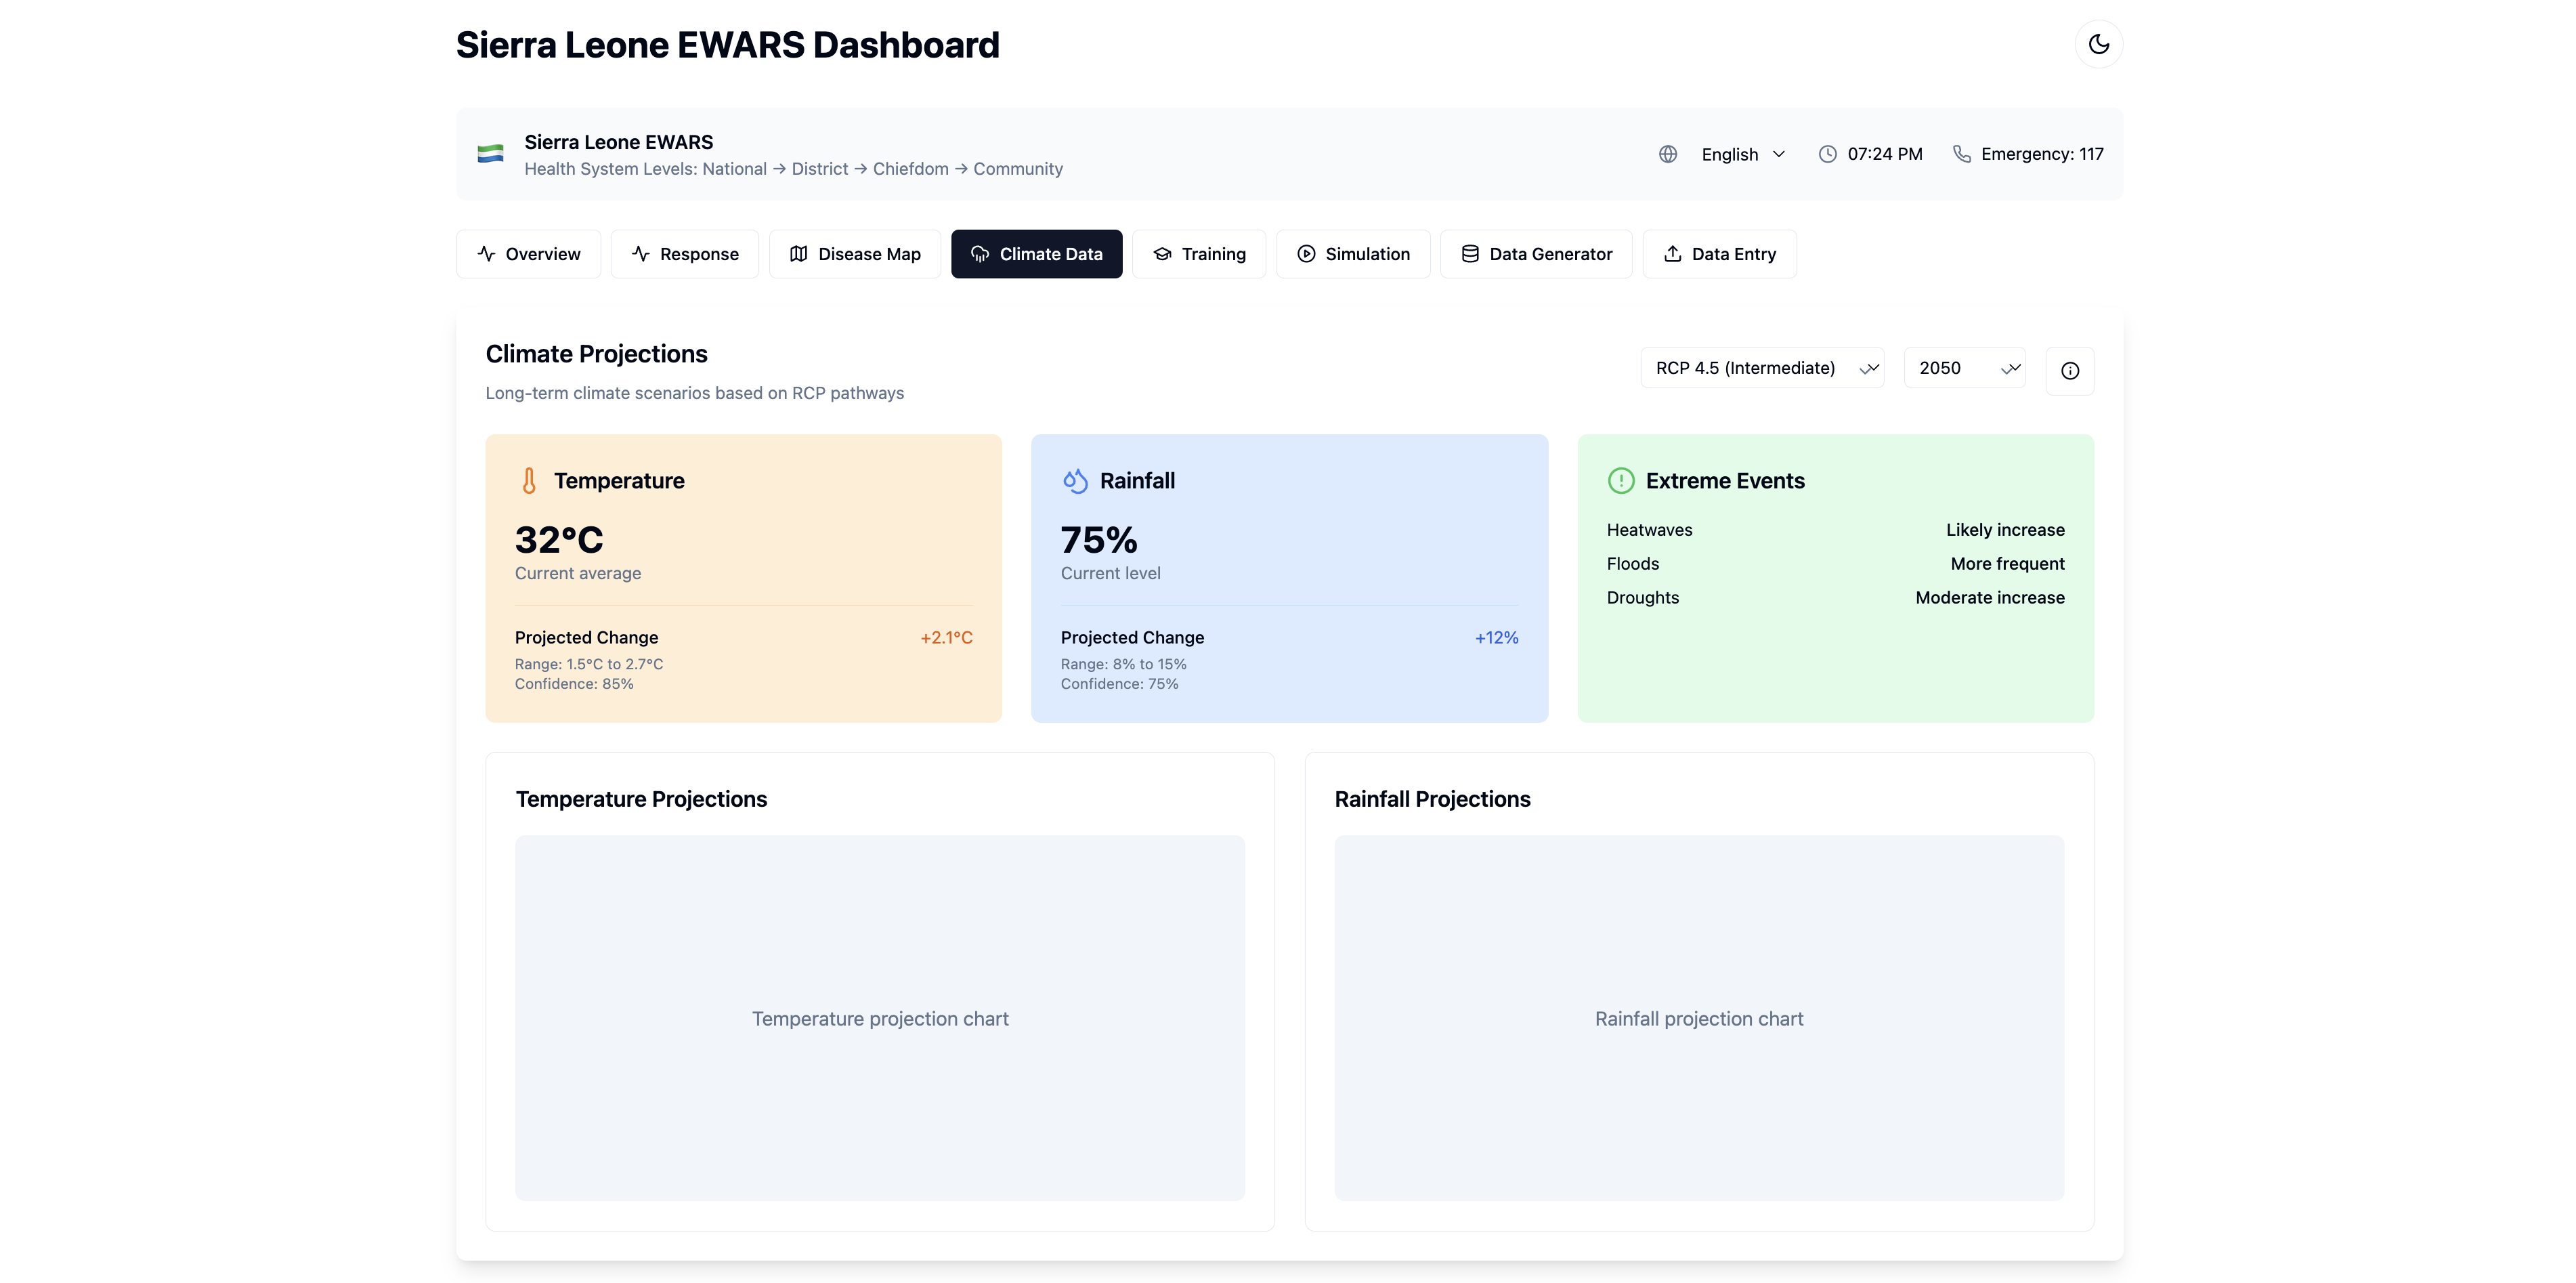 Sierra Leone EWARS Dashboard
Sierra Leone EWARS
Health System Levels: National → District → Chiefdom → Community
English
07:24 PM
Emergency: 117
Overview
Response
Disease Map
Climate Data
Training
Simulation
Data Generator
Data Entry
Climate Projections
Long-term climate scenarios based on RCP pathways
RCP 4.5 (Intermediate)
2050
Temperature
32°C
Current average
Projected Change +2.1°C
Range: 1.5°C to 2.7°C
Confidence: 85%
Rainfall
75%
Current level
Projected Change +12%
Range: 8% to 15%
Confidence: 75%
Extreme Events
Heatwaves Likely increase
Floods More frequent
Droughts Moderate increase
Temperature Projections
Temperature projection chart
Rainfall Projections
Rainfall projection chart